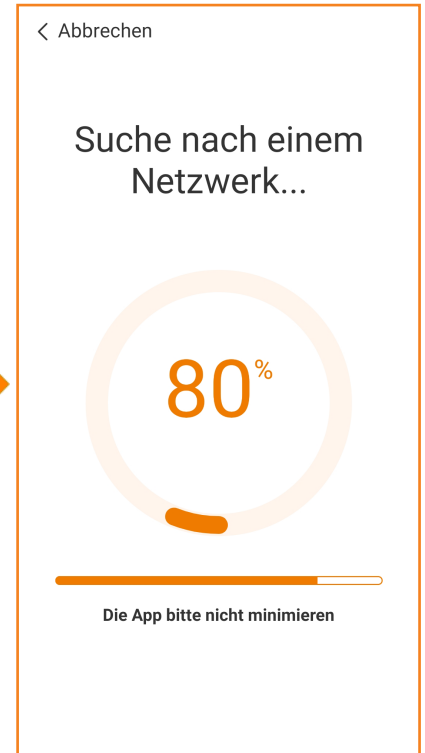 Abbrechen
Suche nach einem
Netzwerk...
80%
Die App bitte nicht minimieren